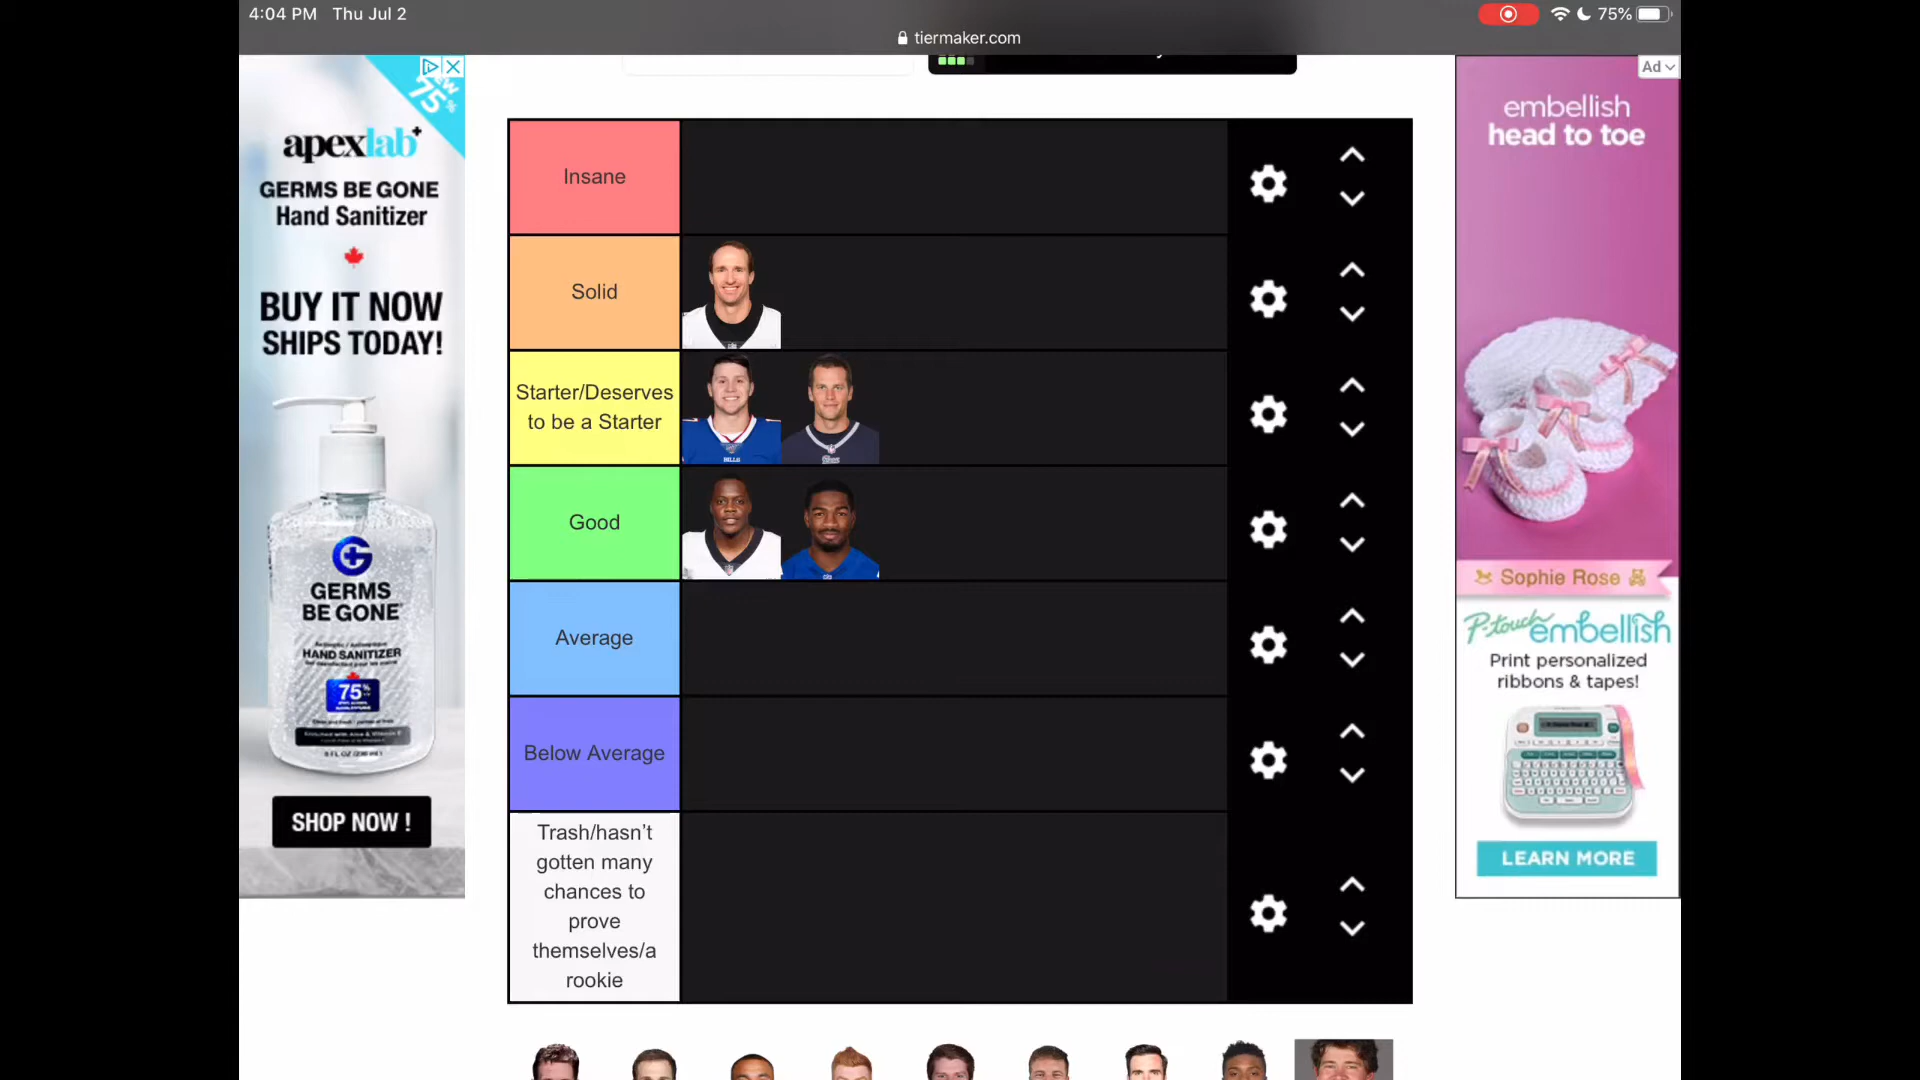 4:04 PM Thu Jul 2
75%
tiermaker.com
NEW
75%
apexlab+
GERMS BE GONE
Hand Sanitizer
BUY IT NOW
SHIPS TODAY!
GERMS
BE GONE
HAND SANITIZER
75%
SHOP NOW !
Insane
Solid
BILLS
Starter/Deserves
to be a Starter
Good
Average
Below Average
Trash/hasn't
gotten many
chances to
prove
themselves/a
rookie
Ad
embellish
head to toe
Sophie Rose
P-touch
embellish
Print personalized
ribbons & tapes!
LEARN MORE